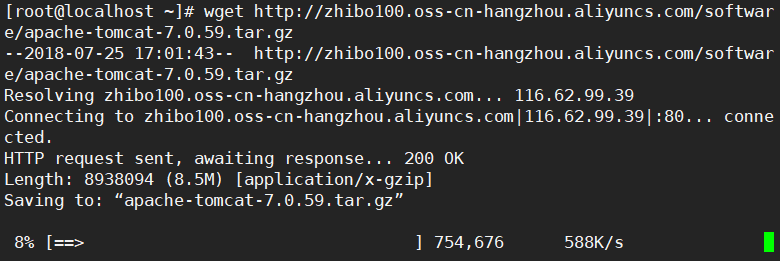 [root@localhost ~]# wget http://zhibo100.oss-cn-hangzhou.aliyuncs.com/softwar
e/apache-tomcat-7.0.59.tar.gz
--2018-07-25 17:01:43--  http://zhibo100.oss-cn-hangzhou.aliyuncs.com/softwar
e/apache-tomcat-7.0.59.tar.gz
Resolving zhibo100.oss-cn-hangzhou.aliyuncs.com... 116.62.99.39
Connecting to zhibo100.oss-cn-hangzhou.aliyuncs.com|116.62.99.39|:80... conne
cted.
HTTP request sent, awaiting response... 200 OK
Length: 8938094 (8.5M) [application/x-gzip]
Saving to: “apache-tomcat-7.0.59.tar.gz”
 8% [==>                                 ] 754,676      588K/s